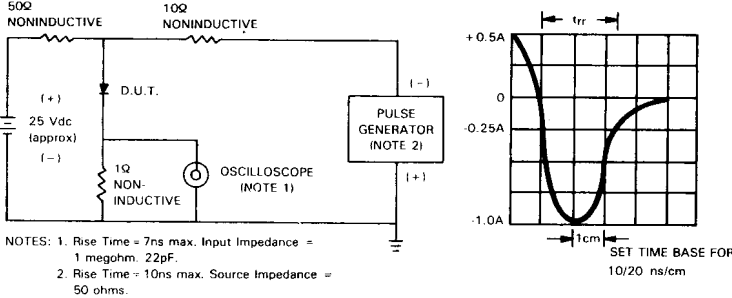 50Ω
NONINDUCTIVE
10Ω
NONINDUCTIVE
(+)
25 Vdc
(approx)
(−)
D.U.T.
1Ω
NON-
INDUCTIVE
OSCILLOSCOPE
(NOTE 1)
(−)
PULSE
GENERATOR
(NOTE 2)
(+)
NOTES: 1. Rise Time = 7ns max. Input Impedance =
1 megohm. 22pF.
2. Rise Time = 10ns max. Source Impedance =
50 ohms.
trr
+0.5A
0
-0.25A
-1.0A
1cm
SET TIME BASE FOR
10/20 ns/cm